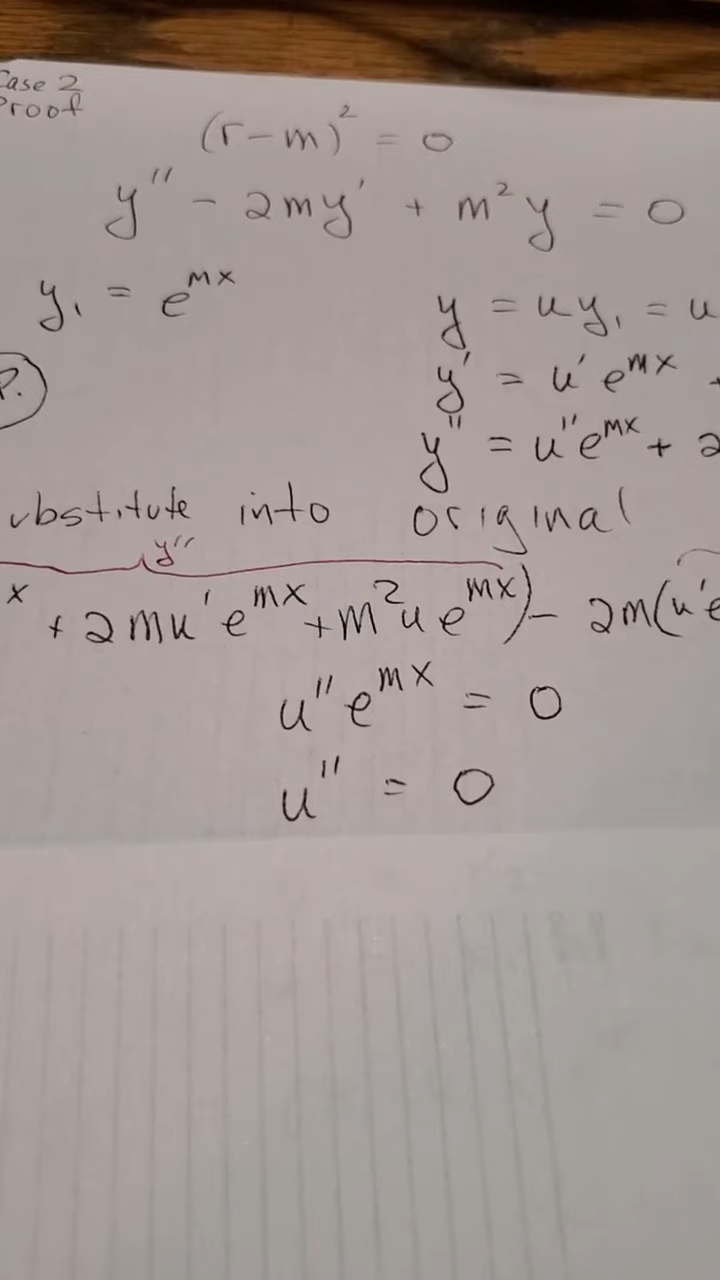 Case 2
Proof
(r-m)² = 0
y'' - 2my' + m²y = 0
y₁ = e^{mx}
y = uy₁ = u
y' = u'e^{mx} +
P.
y'' = u''e^{mx} + 2
ubstitute into original
y''
x + 2mu'e^{mx} + m²ue^{mx}) - 2m(u'e
u''e^{mx} = 0
u'' = 0